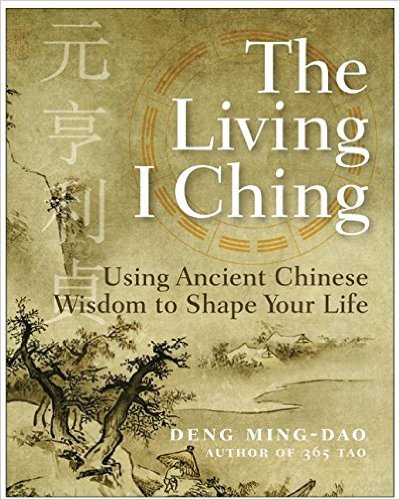 元亨利貞
The
Living
I Ching
Using Ancient Chinese
Wisdom to Shape Your Life
DENG MING-DAO
AUTHOR OF 365 TAO